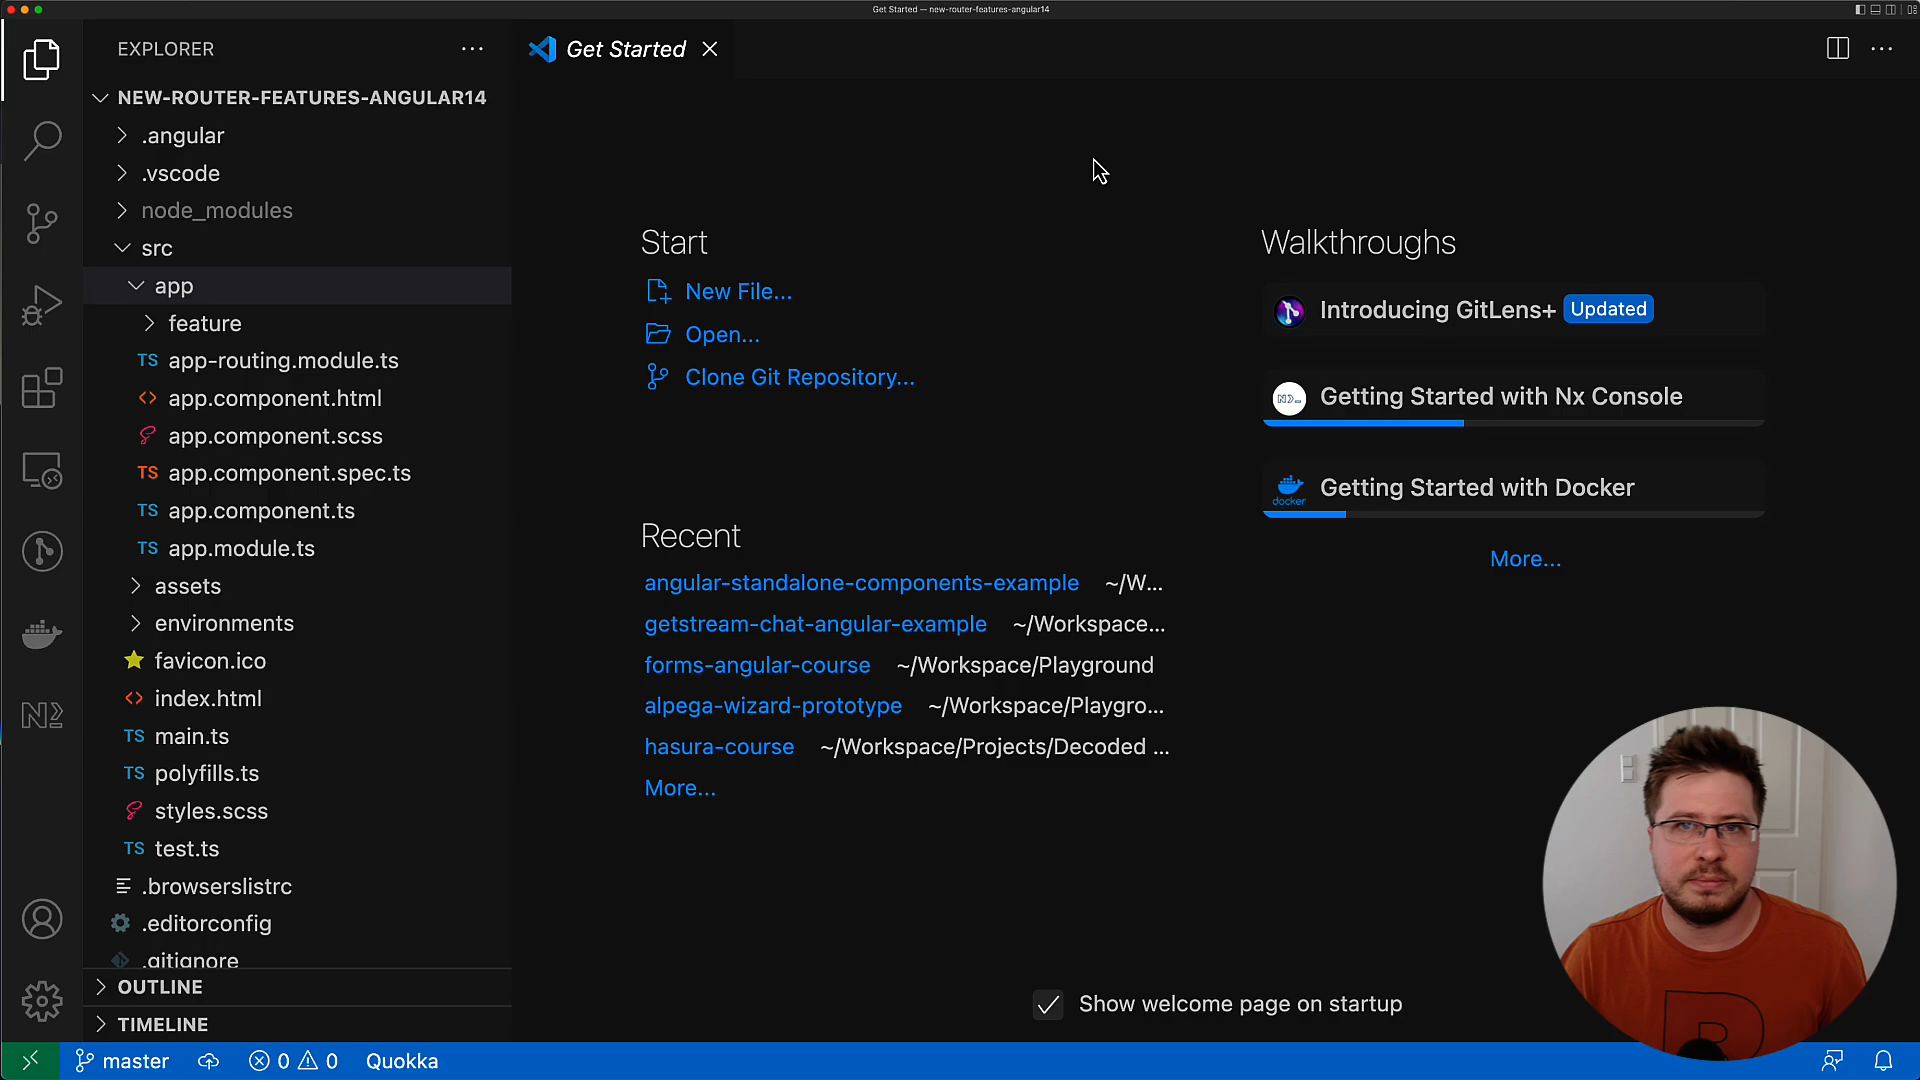 Get Started — new-router-features-angular14
EXPLORER
NEW-ROUTER-FEATURES-ANGULAR14
.angular
.vscode
node_modules
src
app
feature
TS app-routing.module.ts
<> app.component.html
app.component.scss
TS app.component.spec.ts
TS app.component.ts
TS app.module.ts
assets
environments
favicon.ico
<> index.html
TS main.ts
TS polyfills.ts
styles.scss
TS test.ts
.browserslistrc
.editorconfig
.gitignore
OUTLINE
TIMELINE
Get Started
Start
New File...
Open...
Clone Git Repository...
Recent
angular-standalone-components-example ~/W...
getstream-chat-angular-example ~/Workspace...
forms-angular-course ~/Workspace/Playground
alpega-wizard-prototype ~/Workspace/Playgro...
hasura-course ~/Workspace/Projects/Decoded ...
More...
Walkthroughs
Introducing GitLens+ Updated
Getting Started with Nx Console
docker Getting Started with Docker
More...
Show welcome page on startup
master 0 0 Quokka